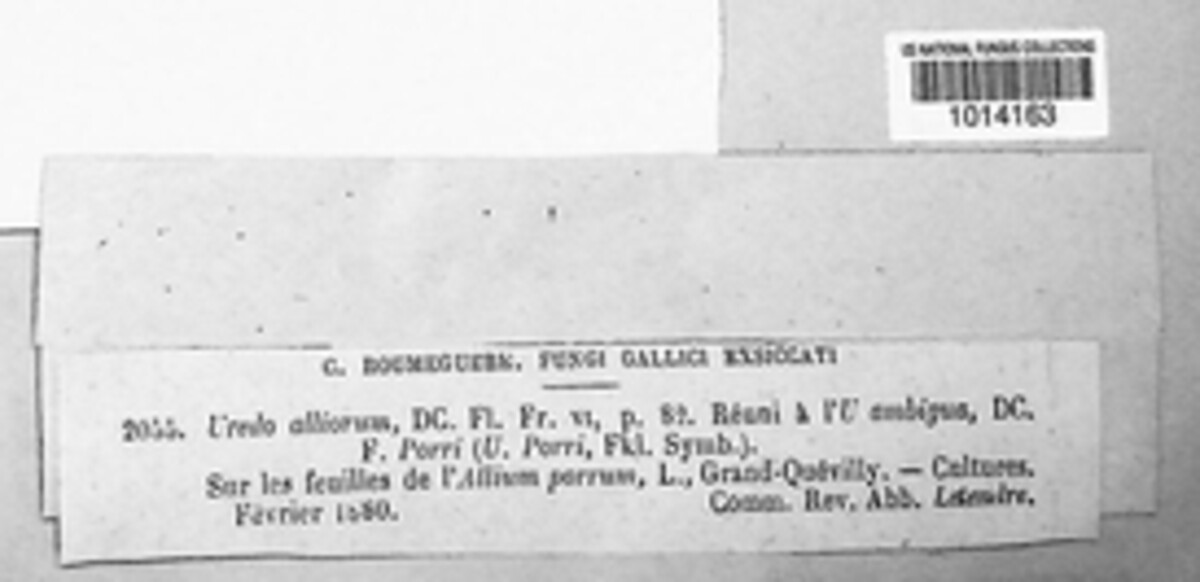 US NATIONAL FUNGUS COLLECTIONS
1014163
C. ROUMEGUERE. FUNGI GALLICI EXSICCATI
2055. Uredo alliorum, DC. Fl. Fr. VI, p. 82. Réuni à l'U ambigua, DC.
F. Porri (U. Porri, Fkl. Symb.).
Sur les feuilles de l'Allium porrum, L., Grand-Quévilly. — Cultures.
Février 1880. Comm. Rev. Abb. Letendre.